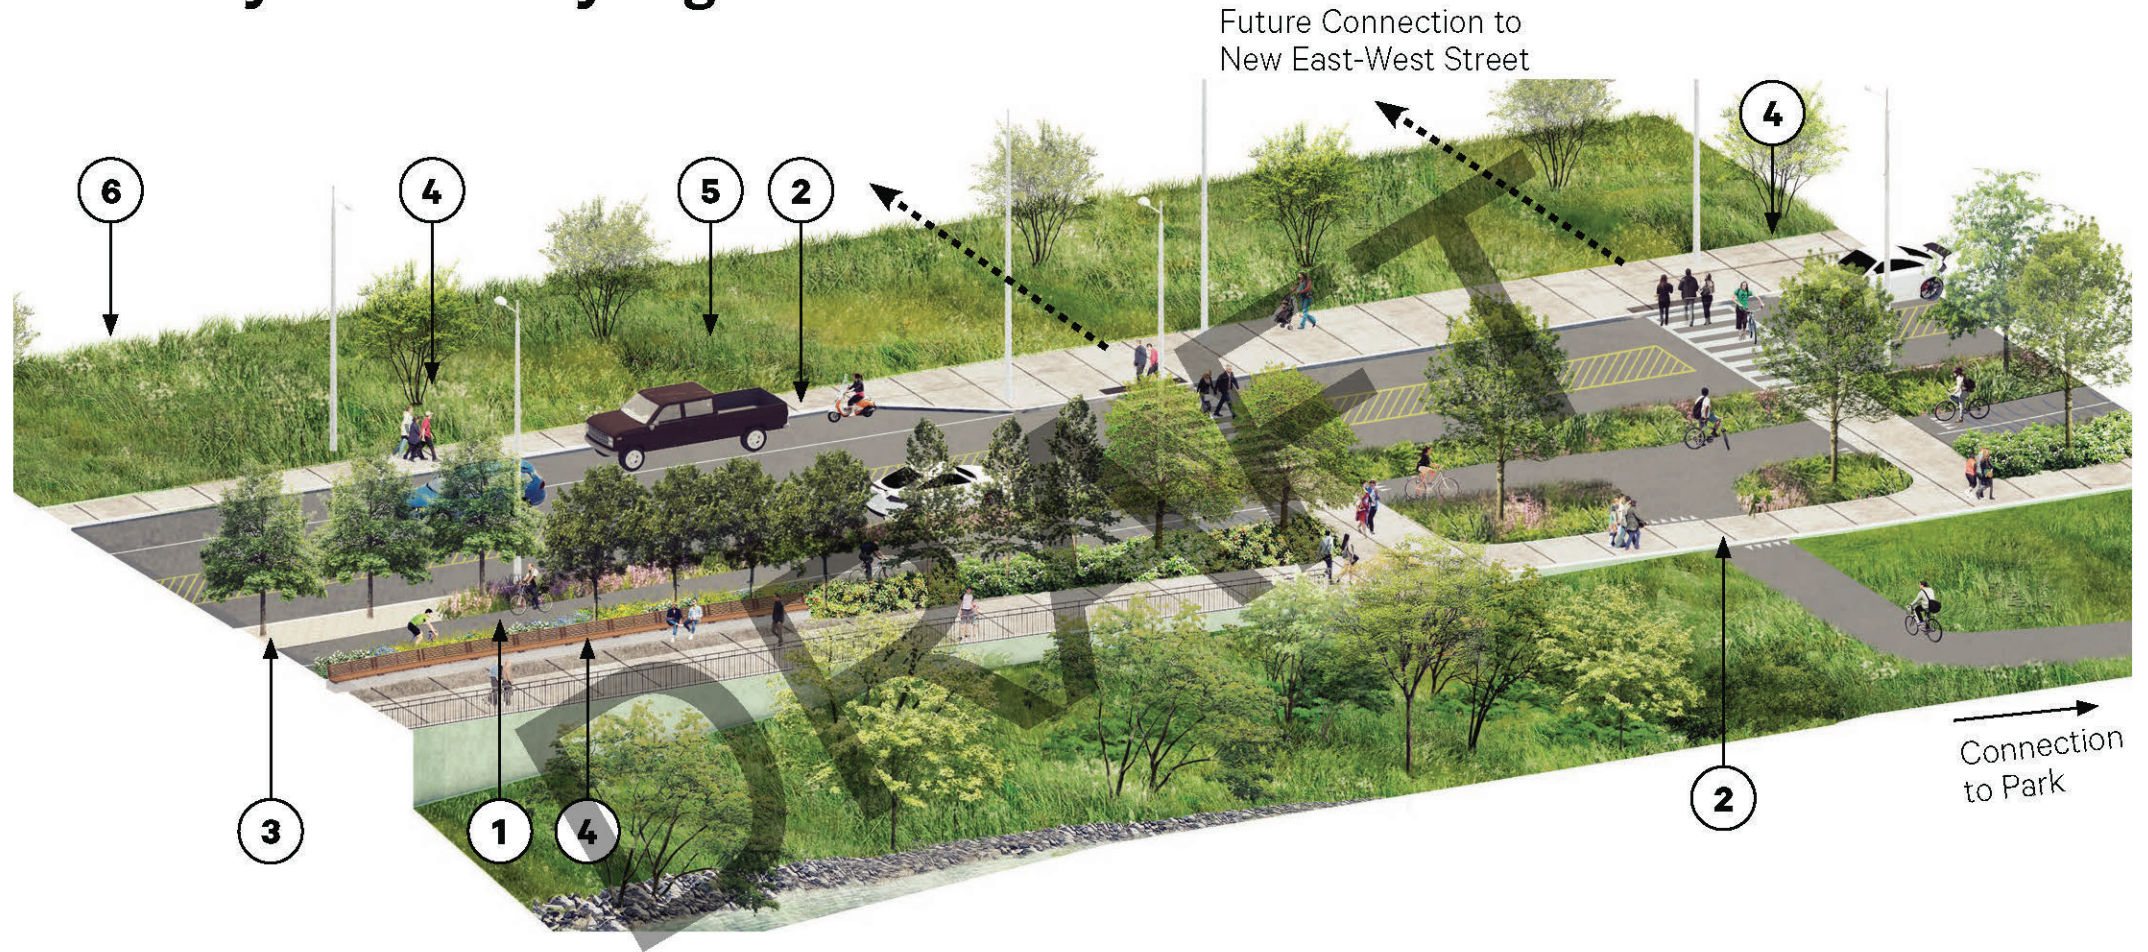 Future Connection to
New East-West Street
4
6
4
5
2
DRAFT
3
1
4
2
Connection
to Park